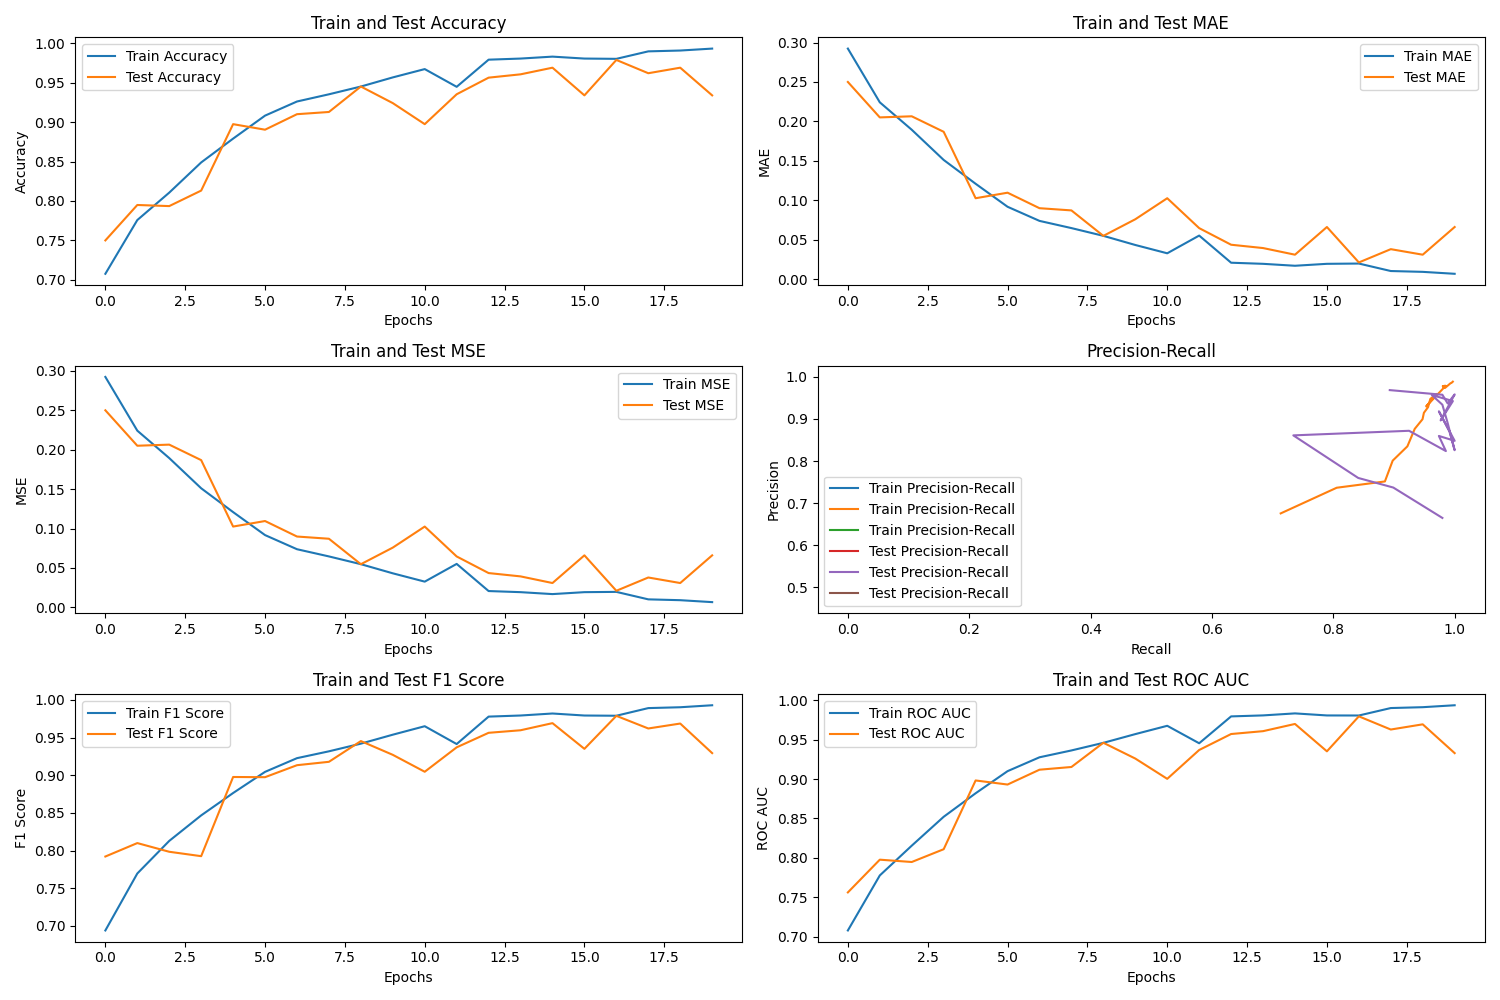 Train and Test Accuracy
1.00
0.95
0.90
0.85
0.80
0.75
0.70
Accuracy
Train Accuracy
Test Accuracy
0.0 2.5 5.0 7.5 10.0 12.5 15.0 17.5
Epochs
Train and Test MAE
0.30
0.25
0.20
0.15
0.10
0.05
0.00
MAE
Train MAE
Test MAE
0.0 2.5 5.0 7.5 10.0 12.5 15.0 17.5
Epochs
Train and Test MSE
0.30
0.25
0.20
0.15
0.10
0.05
0.00
MSE
Train MSE
Test MSE
0.0 2.5 5.0 7.5 10.0 12.5 15.0 17.5
Epochs
Precision-Recall
1.0
0.9
0.8
0.7
0.6
0.5
Precision
Train Precision-Recall
Train Precision-Recall
Train Precision-Recall
Test Precision-Recall
Test Precision-Recall
Test Precision-Recall
0.0 0.2 0.4 0.6 0.8 1.0
Recall
Train and Test F1 Score
1.00
0.95
0.90
0.85
0.80
0.75
0.70
F1 Score
Train F1 Score
Test F1 Score
0.0 2.5 5.0 7.5 10.0 12.5 15.0 17.5
Epochs
Train and Test ROC AUC
1.00
0.95
0.90
0.85
0.80
0.75
0.70
ROC AUC
Train ROC AUC
Test ROC AUC
0.0 2.5 5.0 7.5 10.0 12.5 15.0 17.5
Epochs